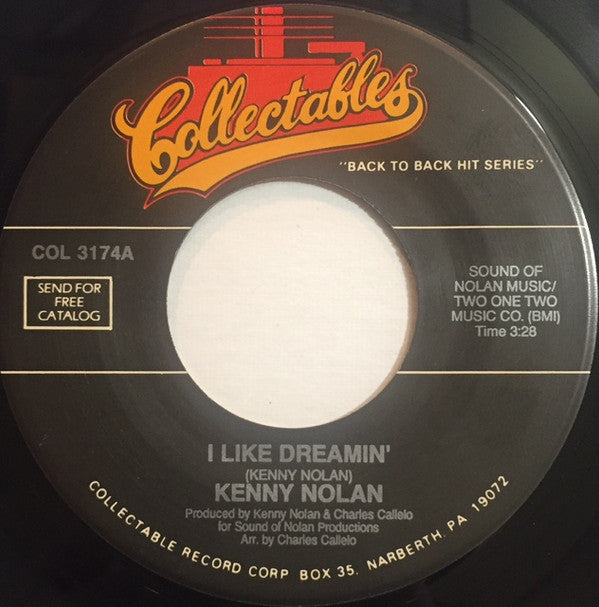 Collectables
"BACK TO BACK HIT SERIES"
COL 3174A
SEND FOR
FREE
CATALOG
SOUND OF
NOLAN MUSIC/
TWO ONE TWO
MUSIC CO. (BMI)
Time 3:28
I LIKE DREAMIN'
(KENNY NOLAN)
KENNY NOLAN
Produced by Kenny Nolan & Charles Callelo
for Sound of Nolan Productions
Arr. by Charles Callelo
COLLECTABLE RECORD CORP BOX 35. NARBERTH, PA 19072